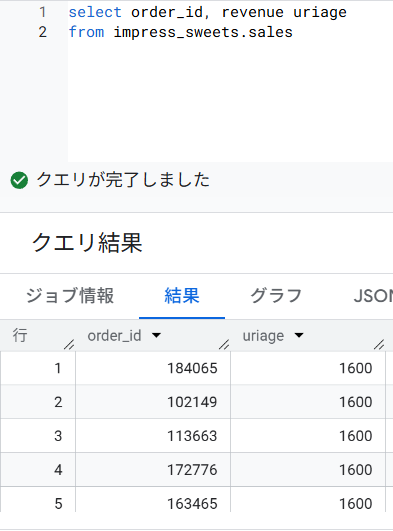 1 select order_id, revenue uriage
2 from impress_sweets.sales
クエリが完了しました
クエリ結果
ジョブ情報 結果 グラフ JSON
行 order_id uriage
1 184065 1600
2 102149 1600
3 113663 1600
4 172776 1600
5 163465 1600